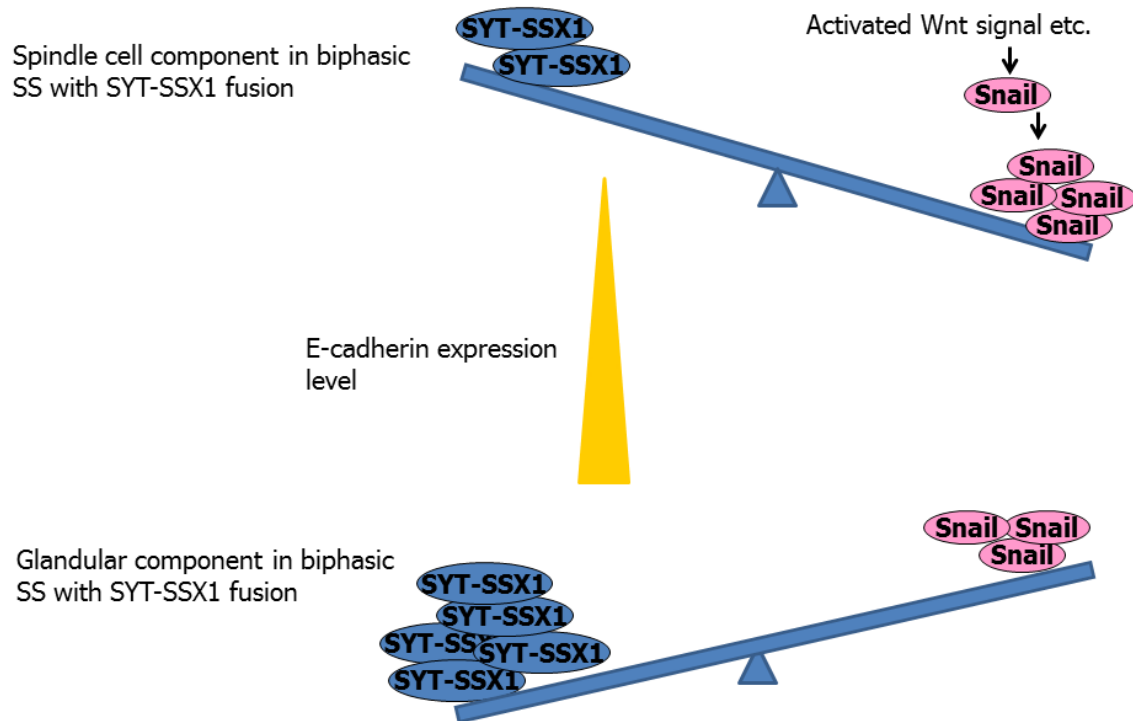 SYT-SSX1
SYT-SSX1
Spindle cell component in biphasic
SS with SYT-SSX1 fusion
Activated Wnt signal etc.
Snail
Snail
Snail
Snail
Snail
E-cadherin expression
level
Glandular component in biphasic
SS with SYT-SSX1 fusion
SYT-SSX1
SYT-SSX1
SYT-SSX
SYT-SSX1
SYT-SSX1
Snail
Snail
Snail